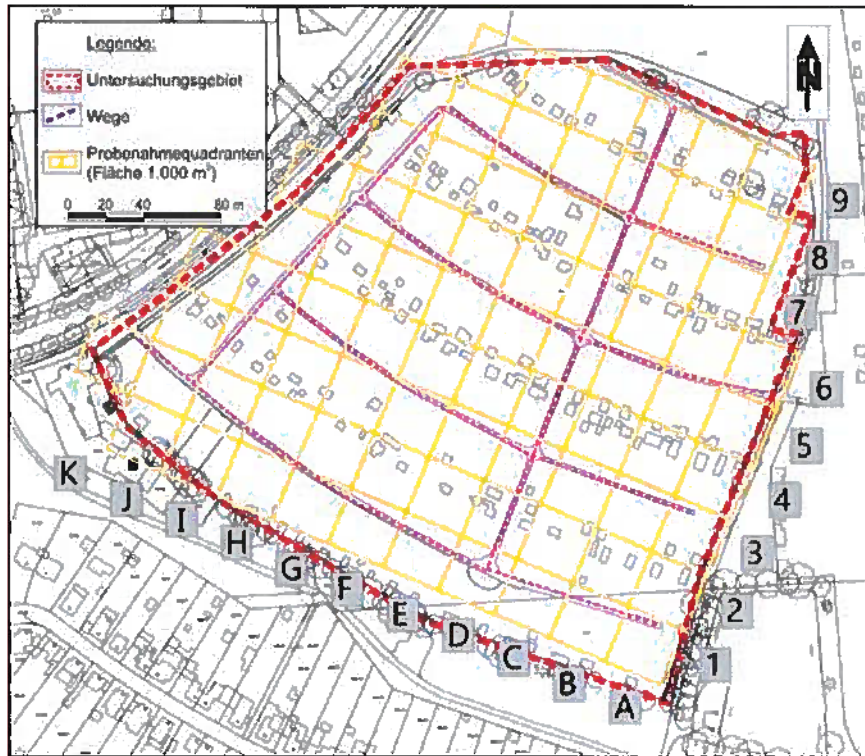 Legende:
Untersuchungsgebiet
Wege
Probenahmequadranten
(Fläche 1.000 m²)
0 20 40 80 m
N
9
8
7
6
5
4
3
2
1
K
J
I
H
G
F
E
D
C
B
A